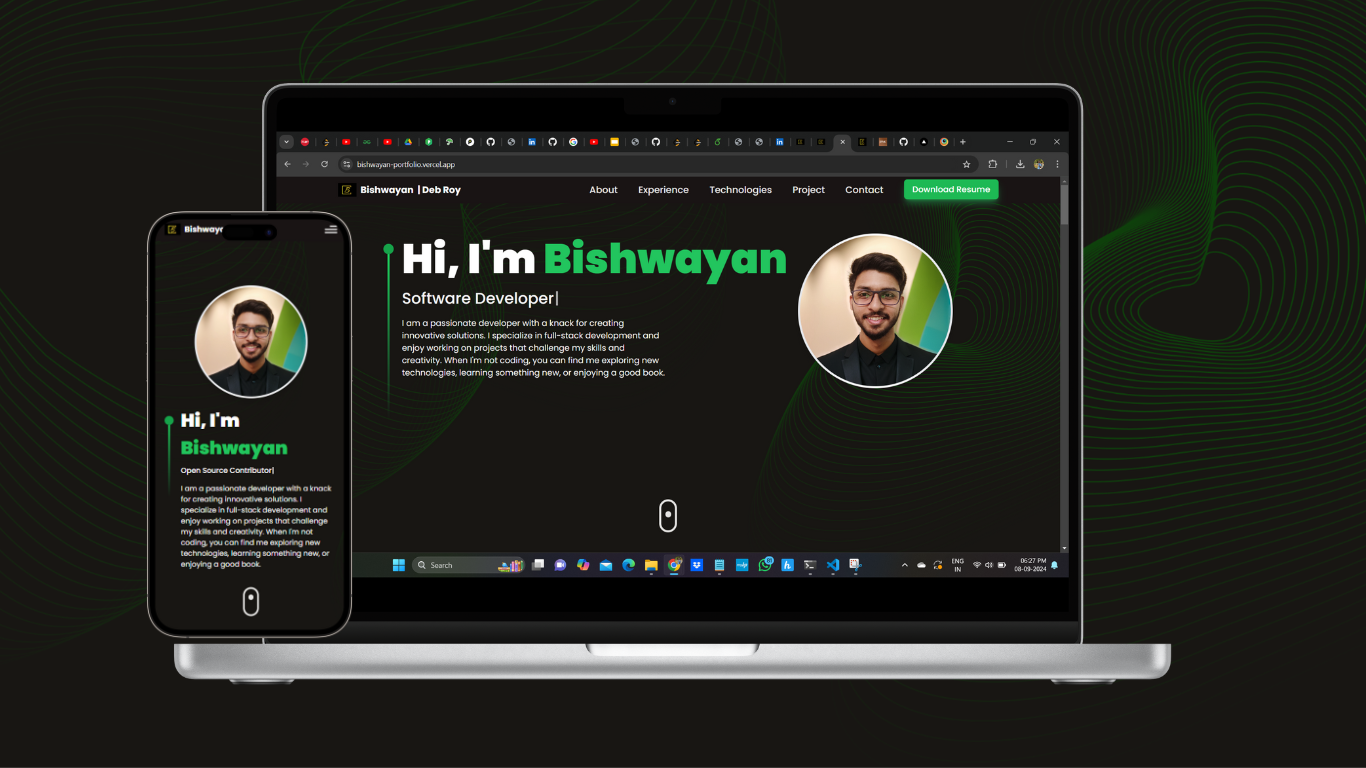 bishwayan-portfolio.vercel.app
Bishwayan | Deb Roy
About Experience Technologies Project Contact Download Resume
Hi, I'm Bishwayan
Software Developer|
I am a passionate developer with a knack for creating
innovative solutions. I specialize in full-stack development and
enjoy working on projects that challenge my skills and
creativity. When I'm not coding, you can find me exploring new
technologies, learning something new, or enjoying a good book.
Search
ENG
IN
06:27 PM
08-09-2024
Bishwayan
Hi, I'm
Bishwayan
Open Source Contributor|
I am a passionate developer with a knack
for creating innovative solutions. I
specialize in full-stack development and
enjoy working on projects that challenge
my skills and creativity. When I'm not
coding, you can find me exploring new
technologies, learning something new, or
enjoying a good book.